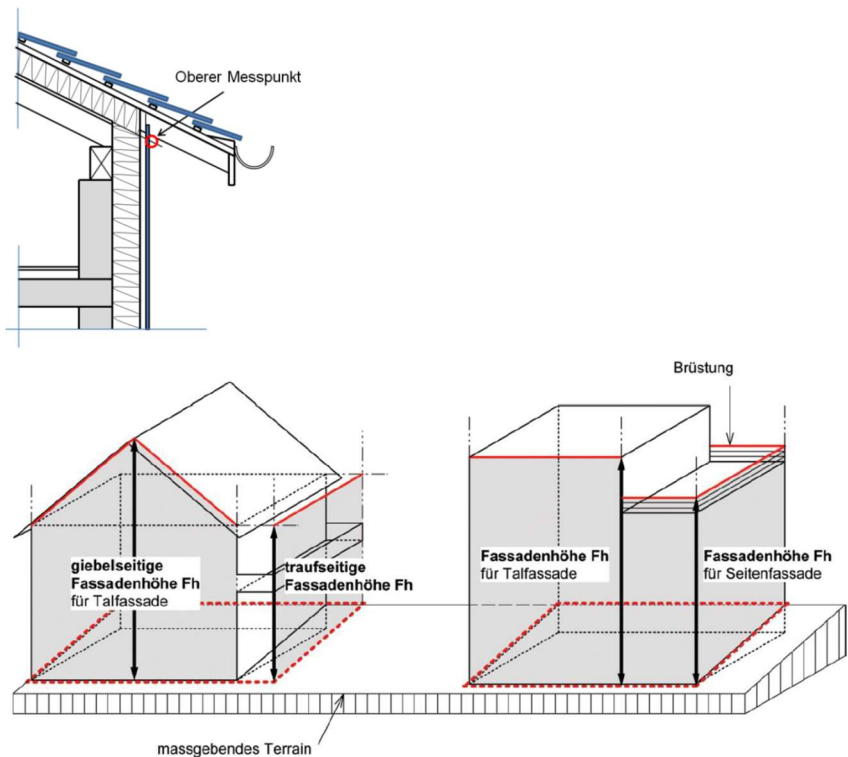 Oberer Messpunkt
Brüstung
giebelseitige
Fassadenhöhe Fh
für Talfassade
traufseitige
Fassadenhöhe Fh
Fassadenhöhe Fh
für Talfassade
Fassadenhöhe Fh
für Seitenfassade
massgebendes Terrain